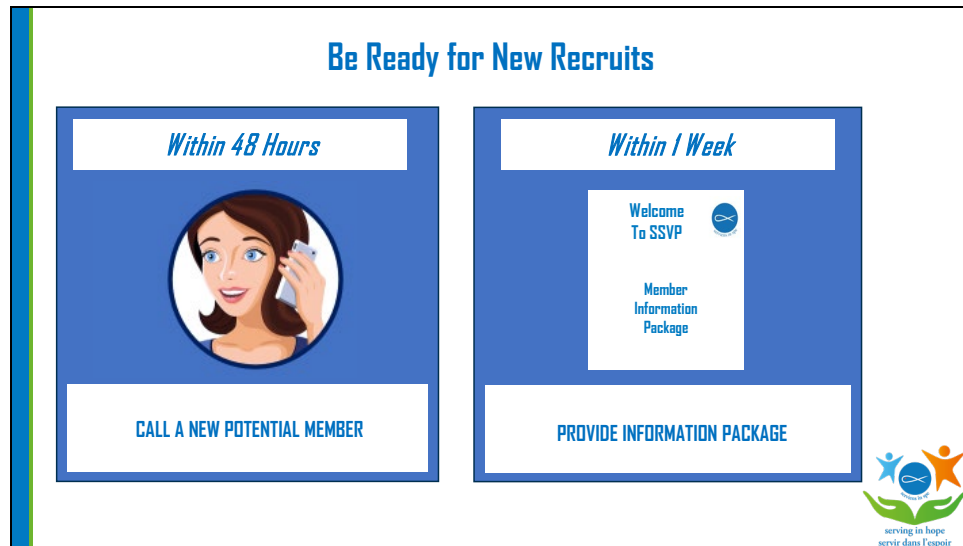 Be Ready for New Recruits
Within 48 Hours
CALL A NEW POTENTIAL MEMBER
Within 1 Week
Welcome
To SSVP
Member
Information
Package
PROVIDE INFORMATION PACKAGE
serving in hope
servir dans l'espoir